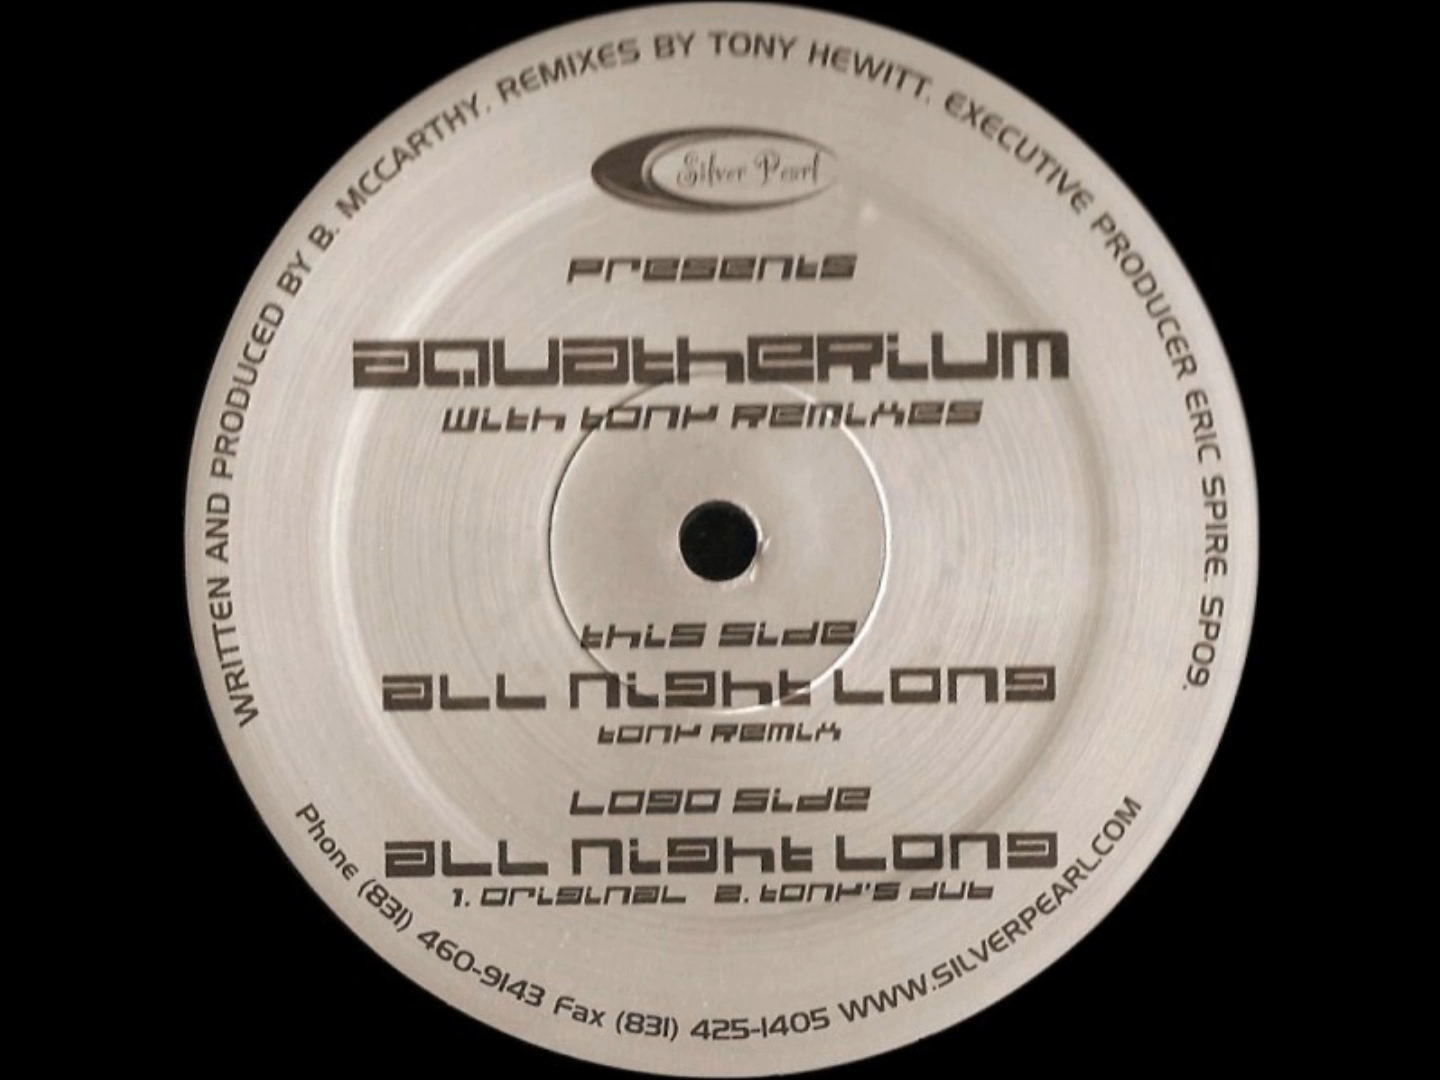 WRITTEN AND PRODUCED BY B. MCCARTHY. REMIXES BY TONY HEWITT. EXECUTIVE PRODUCER ERIC SPIRE. SP09.
Silver Pearl
Presents
aquatherium
with tony remixes
this side
all night long
tony remix
logo side
all night long
1. original 2. tony's dub
Phone (831) 460-9143 Fax (831) 425-1405 WWW.SILVERPEARL.COM